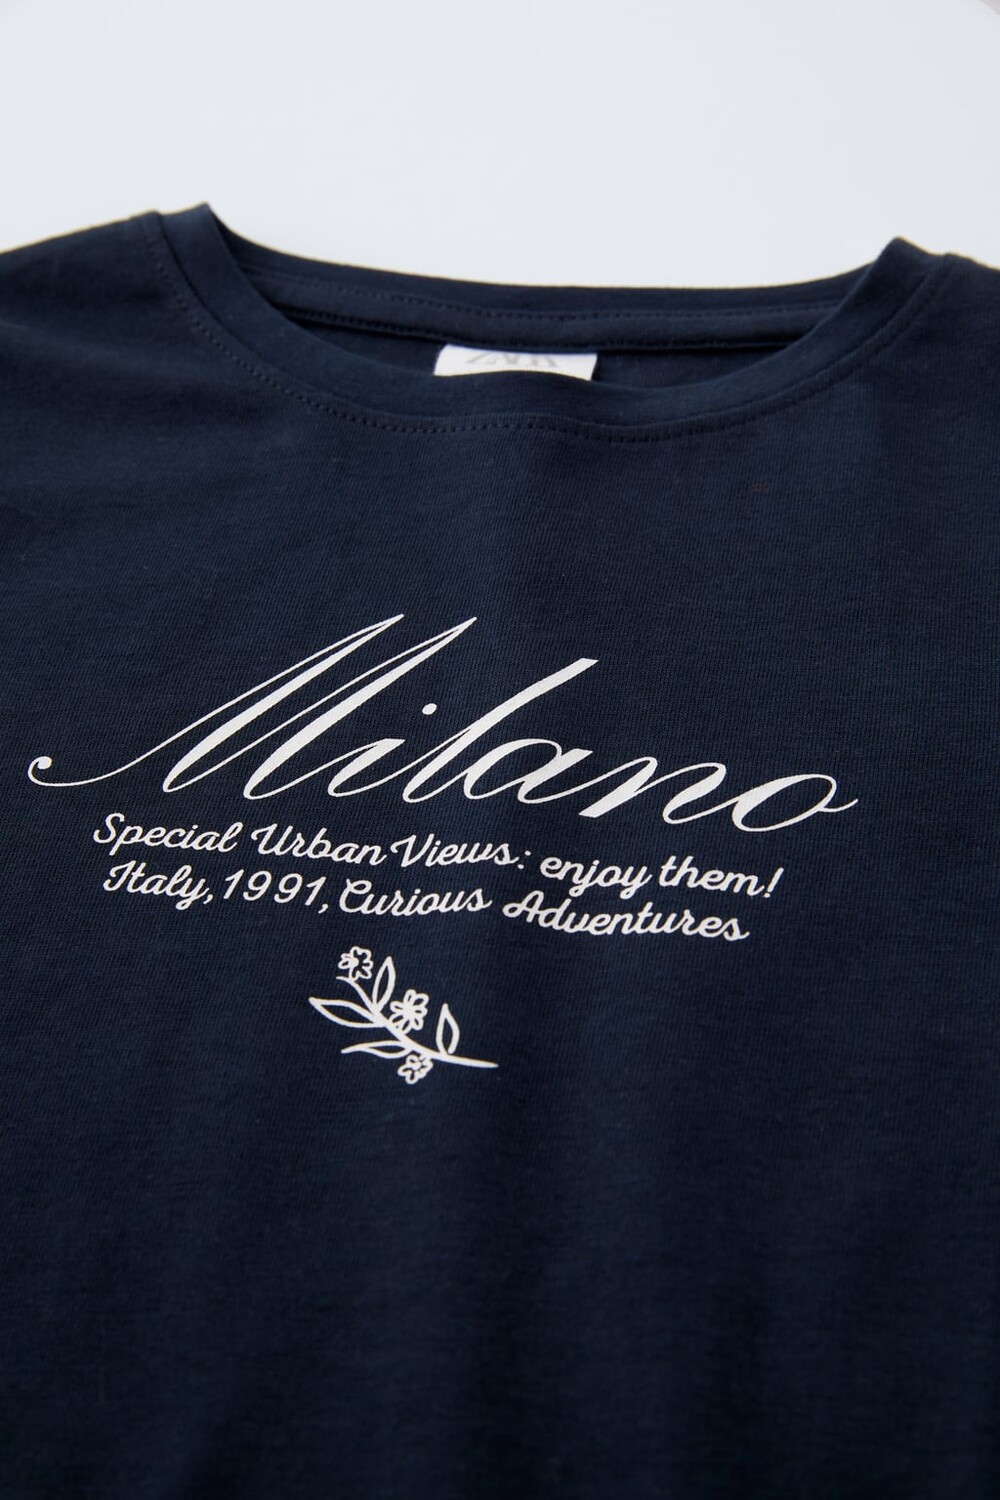 Milano
Special Urban Views: enjoy them!
Italy, 1991, Curious Adventures